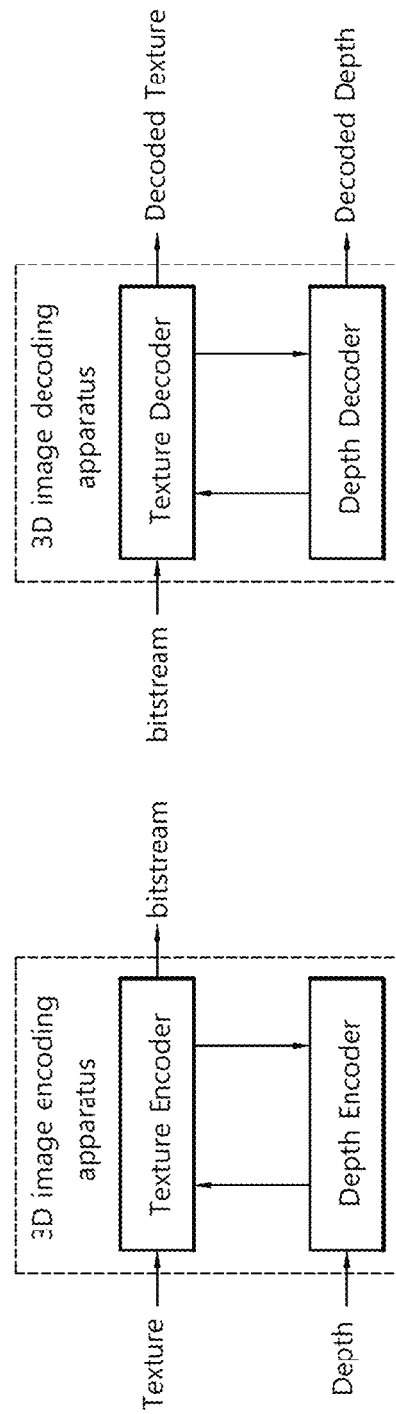 3D image encoding
apparatus
Texture
Texture Encoder
bitstream
Depth
Depth Encoder
3D image decoding
apparatus
bitstream
Texture Decoder
Decoded Texture
Depth Decoder
Decoded Depth